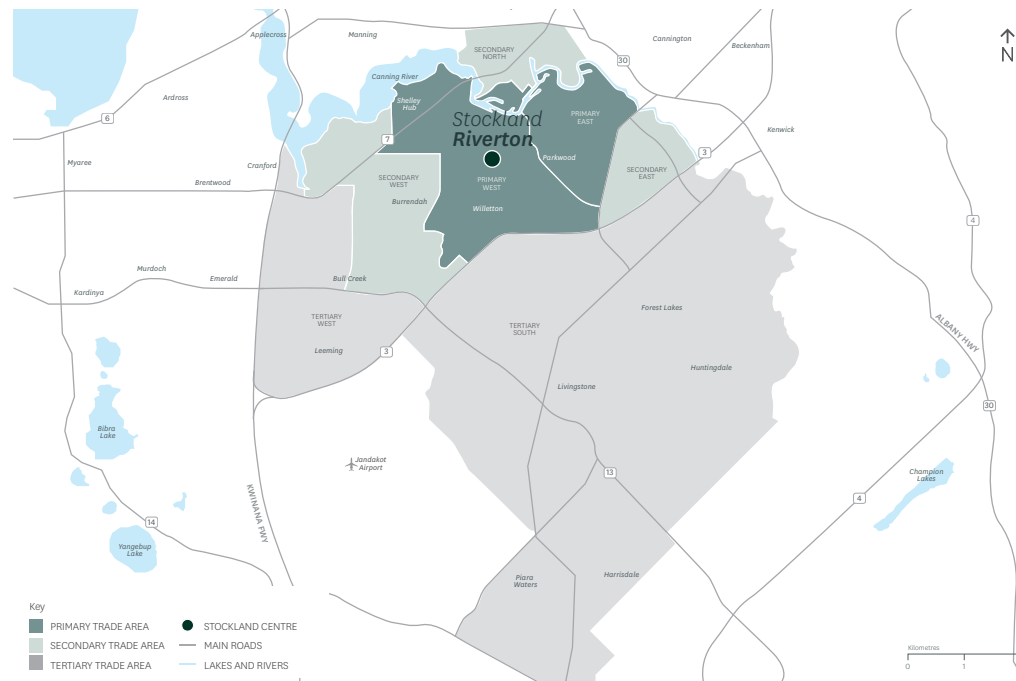 Applecross
Manning
SECONDARY
NORTH
Cannington
Beckenham
N
30
Canning River
Ardross
Shelley
Hub
Stockland
Riverton
PRIMARY
EAST
6
7
Kenwick
3
Myaree
Cranford
Parkwood
Brentwood
SECONDARY
WEST
PRIMARY
WEST
SECONDARY
EAST
Burrendah
Willetton
4
Murdoch
Emerald
Bull Creek
Kardinya
Forest Lakes
TERTIARY
WEST
TERTIARY
SOUTH
ALBANY HWY
Leeming
3
Huntingdale
Livingstone
30
Bibra
Lake
Jandakot
Airport
13
Champion
Lakes
4
KWINANA FWY
14
Yangebup
Lake
Piara
Waters
Harrisdale
Key
PRIMARY TRADE AREA
STOCKLAND CENTRE
SECONDARY TRADE AREA
MAIN ROADS
TERTIARY TRADE AREA
LAKES AND RIVERS
Kilometres
0
1